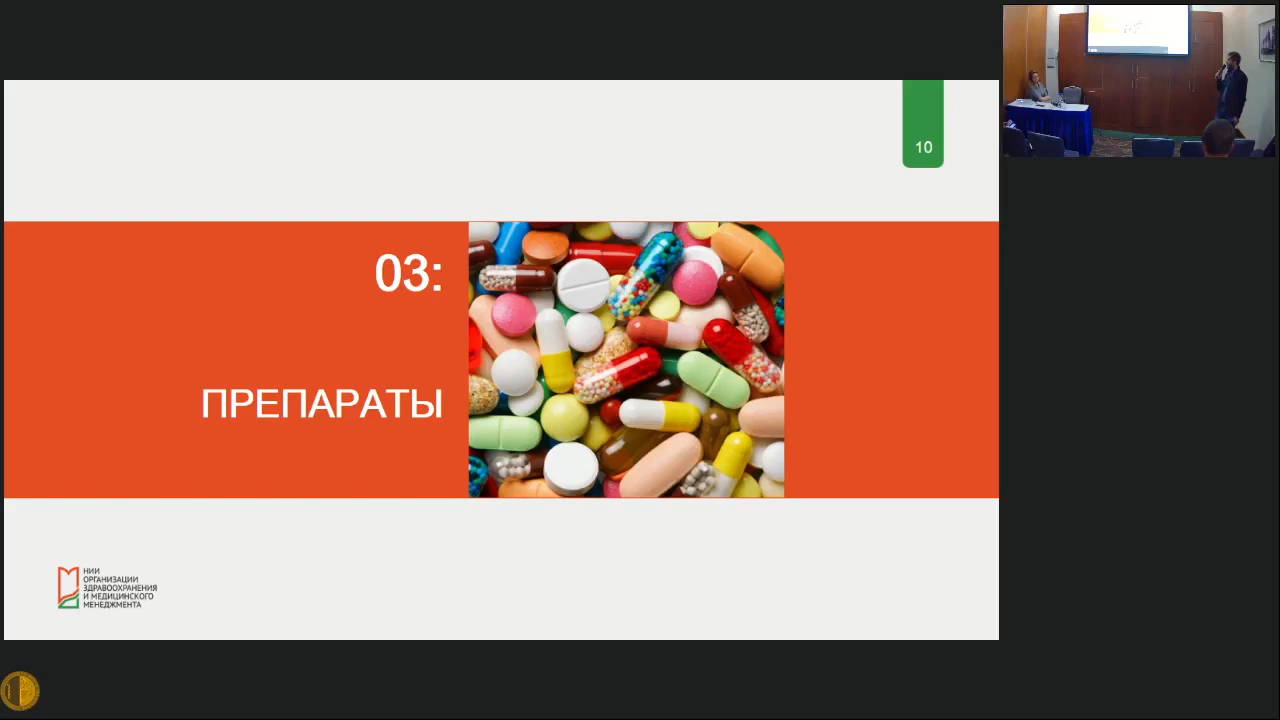 10
03:
ПРЕПАРАТЫ
НИИ
ОРГАНИЗАЦИИ
ЗДРАВООХРАНЕНИЯ
И МЕДИЦИНСКОГО
МЕНЕДЖМЕНТА